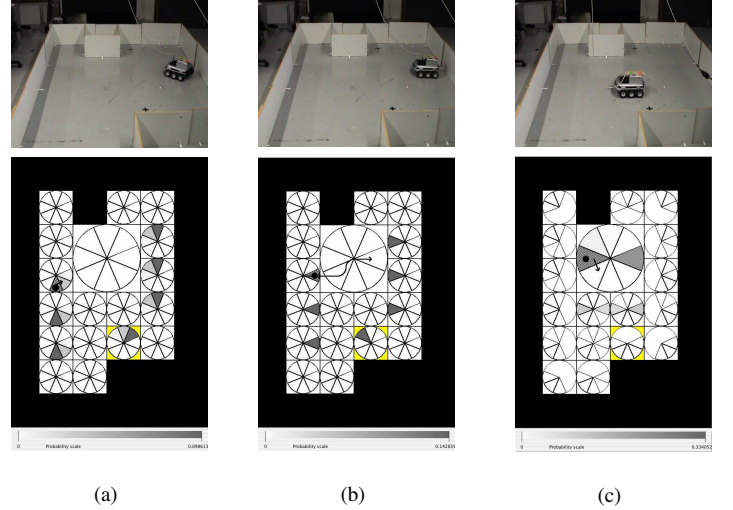 0 Probability scale 0.098613
0 Probability scale 0.142835
0 Probability scale 0.334052
(a) (b) (c)